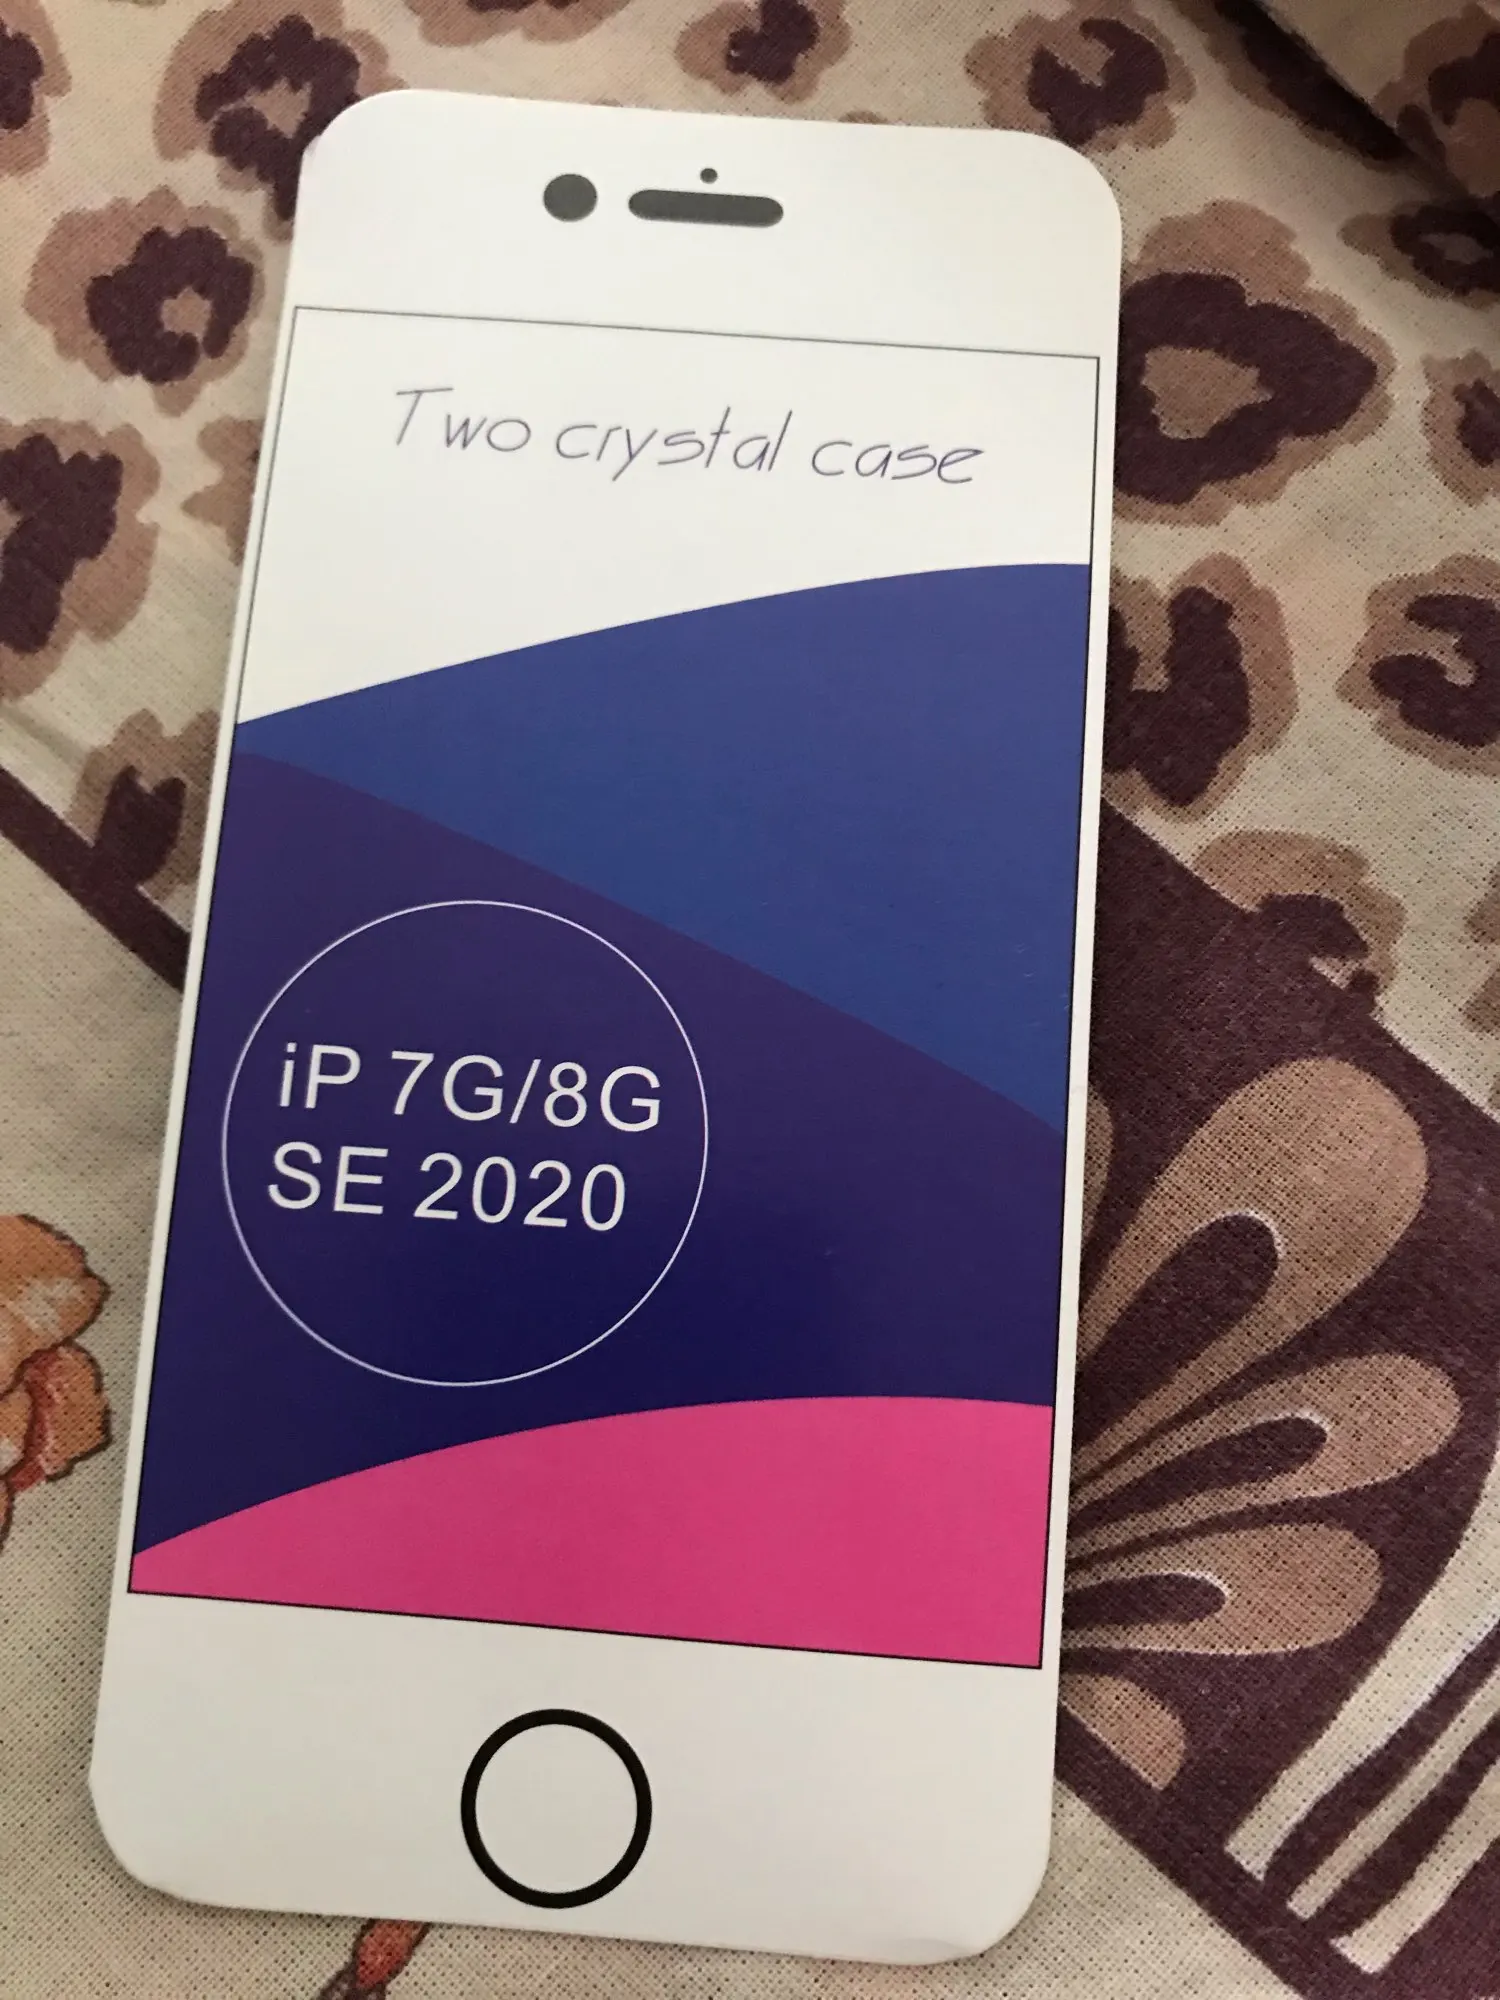 Two crystal case
iP 7G/8G
SE 2020